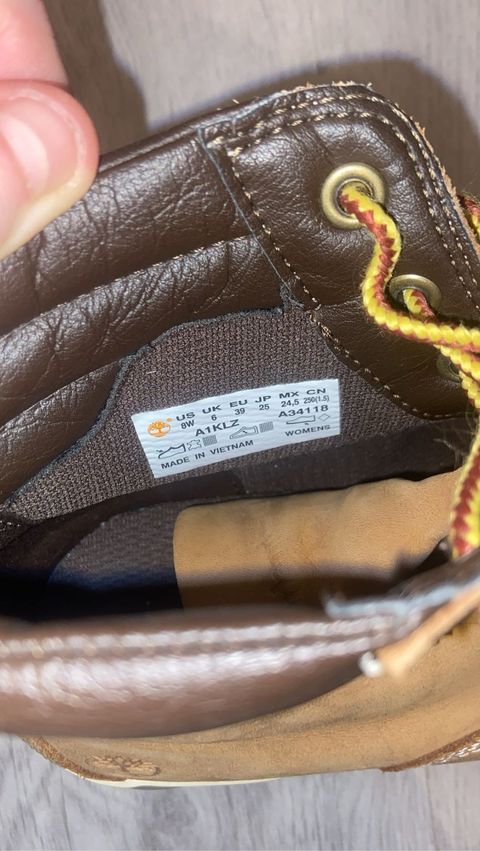 US UK EU JP MX CN
8W 6 39 25 24,5 250(1.5)
A1KLZ A34118
WOMENS
MADE IN VIETNAM